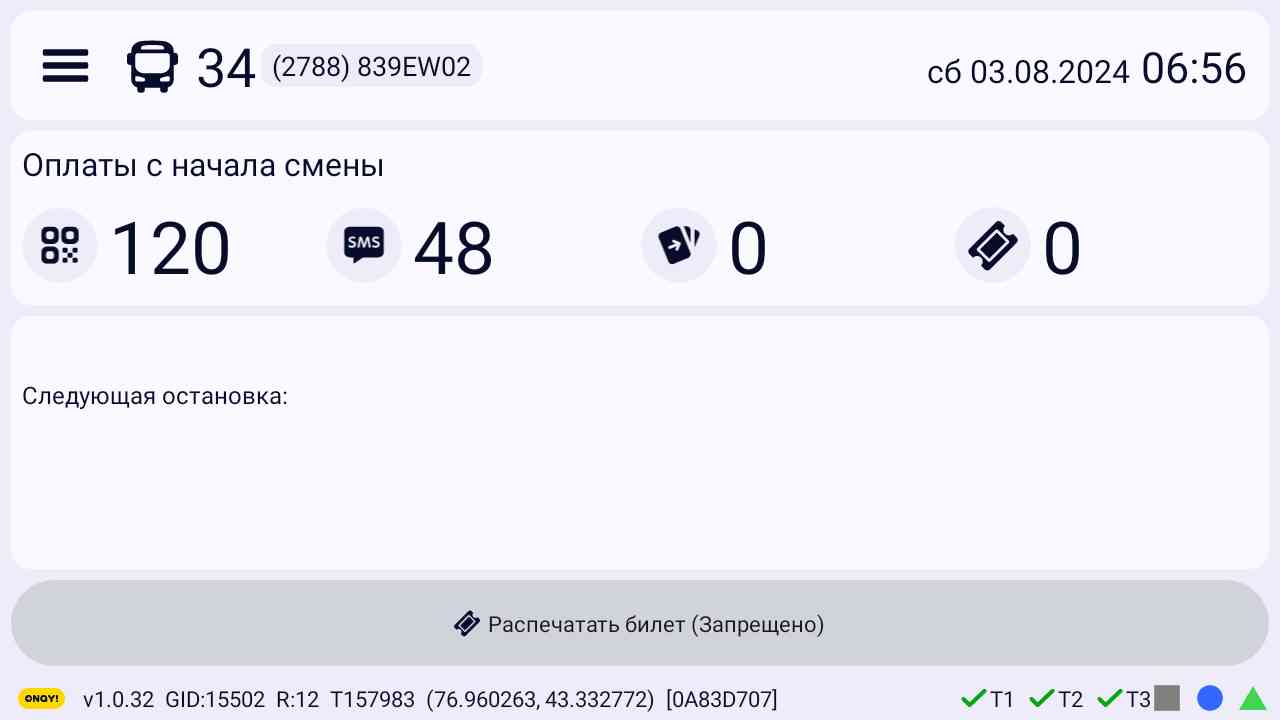 34 (2788) 839EW02 сб 03.08.2024 06:56
Оплаты с начала смены
120 SMS 48 0 0
Следующая остановка:
Распечатать билет (Запрещено)
ONAY! v1.0.32 GID:15502 R:12 T157983 (76.960263, 43.332772) [0A83D707] T1 T2 T3